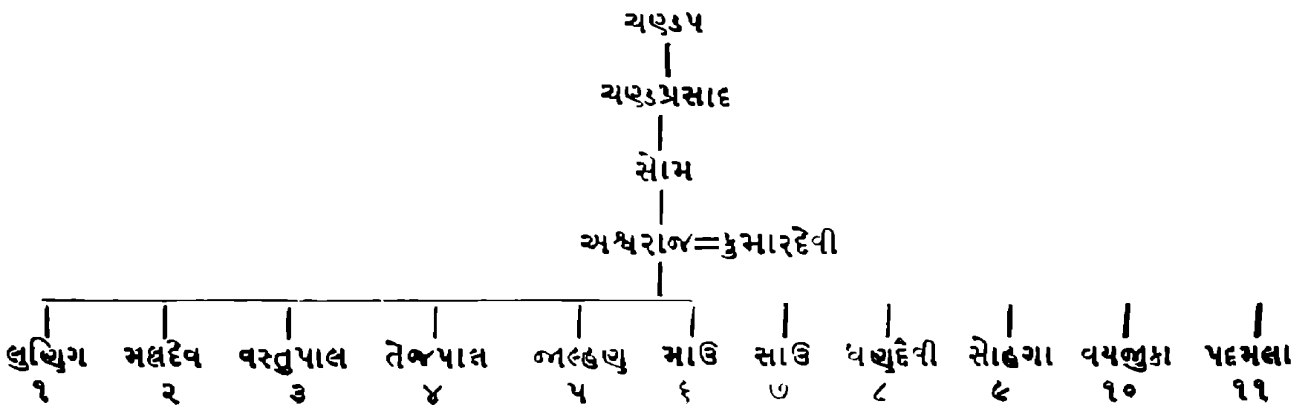 ચણ્ડપ
ચણ્ડપ્રસાદ
સેામ
અશ્વરાજ=કુમારદેવી
લુણિગ મલ્લદેવ વસ્તુપાલ તેજપાલ જાલ્હણુ માઉ સાઉ ધણુદેવી સેાહગા વયજુકા પદમલા
૧ ૨ ૩ ૪ ૫ ૬ ૭ ૮ ૯ ૧૦ ૧૧